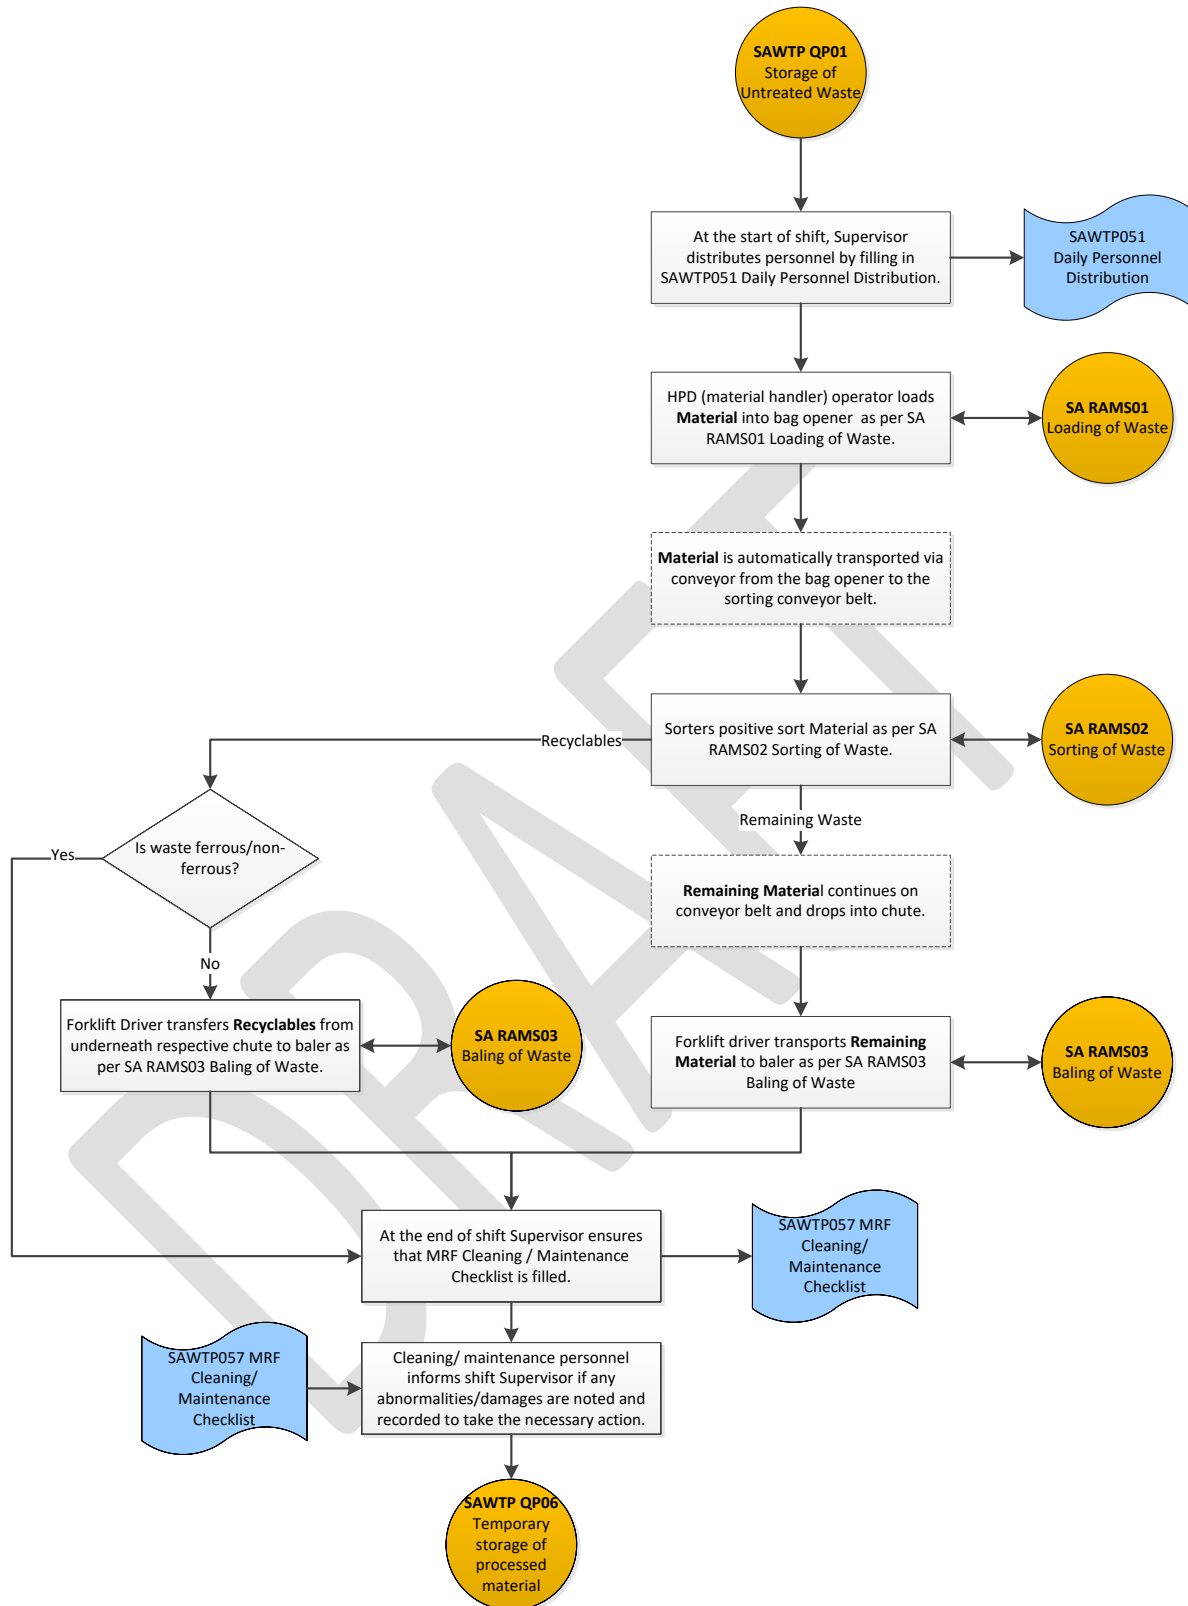 SAWTP QP01
Storage of
Untreated Waste
At the start of shift, Supervisor
distributes personnel by filling in
SAWTP051 Daily Personnel Distribution.
SAWTP051
Daily Personnel
Distribution
HPD (material handler) operator loads
Material into bag opener as per SA
RAMS01 Loading of Waste.
SA RAMS01
Loading of Waste
Material is automatically transported via
conveyor from the bag opener to the
sorting conveyor belt.
Sorters positive sort Material as per SA
RAMS02 Sorting of Waste.
SA RAMS02
Sorting of Waste
Recyclables
Remaining Waste
Is waste ferrous/non-
ferrous?
Yes
No
Remaining Material continues on
conveyor belt and drops into chute.
Forklift Driver transfers Recyclables from
underneath respective chute to baler as
per SA RAMS03 Baling of Waste.
SA RAMS03
Baling of Waste
Forklift driver transports Remaining
Material to baler as per SA RAMS03
Baling of Waste
SA RAMS03
Baling of Waste
At the end of shift Supervisor ensures
that MRF Cleaning / Maintenance
Checklist is filled.
SAWTP057 MRF
Cleaning/
Maintenance
Checklist
SAWTP057 MRF
Cleaning/
Maintenance
Checklist
Cleaning/ maintenance personnel
informs shift Supervisor if any
abnormalities/damages are noted and
recorded to take the necessary action.
SAWTP QP06
Temporary
storage of
processed
material
DRAFT